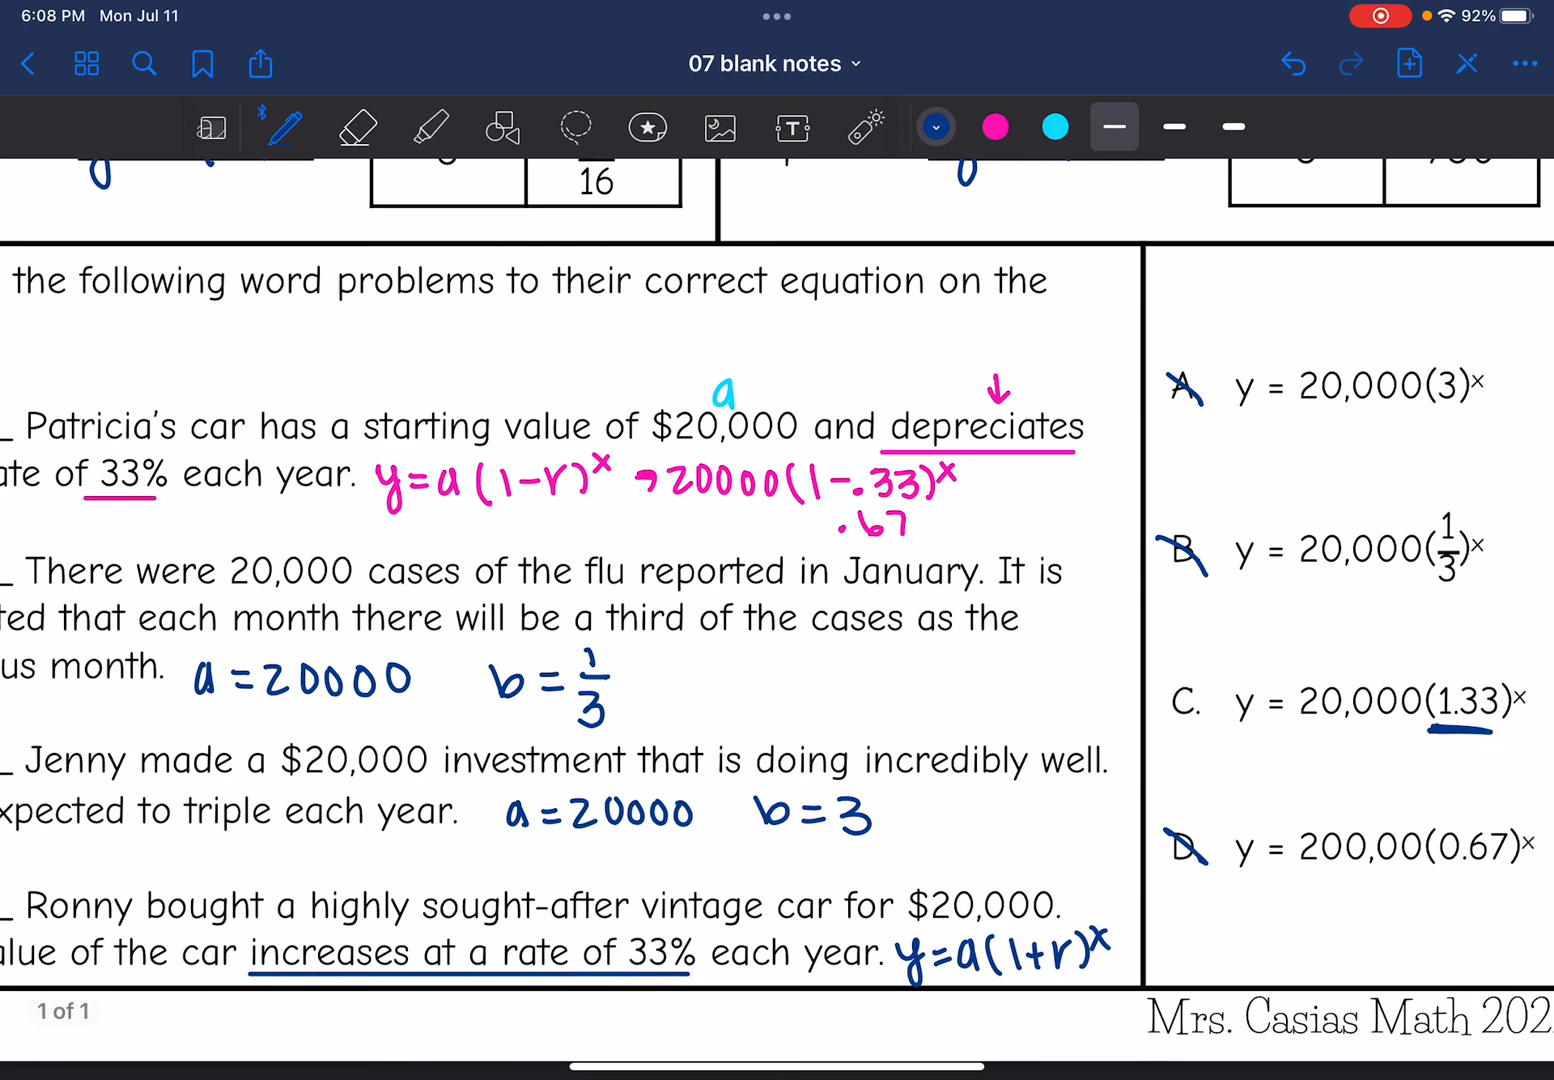 6:08 PM Mon Jul 11
92%
07 blank notes
16
the following word problems to their correct equation on the
a
Patricia's car has a starting value of $20,000 and depreciates
ate of 33% each year. y=a(1-r)^x → 20000(1-.33)^x
.67
There were 20,000 cases of the flu reported in January. It is
ted that each month there will be a third of the cases as the
us month. a=20000 b=1/3
Jenny made a $20,000 investment that is doing incredibly well.
xpected to triple each year. a=20000 b=3
Ronny bought a highly sought-after vintage car for $20,000.
alue of the car increases at a rate of 33% each year. y=a(1+r)^x
A y = 20,000(3)^x
B y = 20,000(1/3)^x
C. y = 20,000(1.33)^x
D. y = 200,00(0.67)^x
1 of 1
Mrs. Casias Math 202